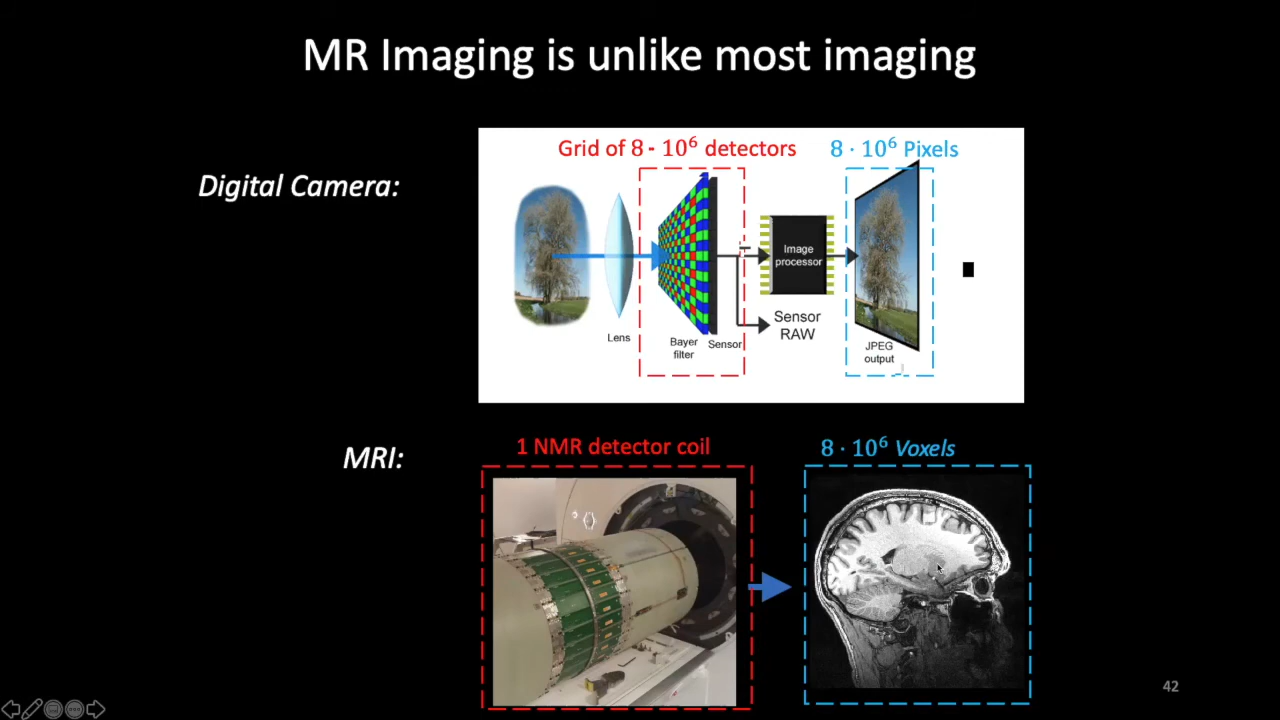 MR Imaging is unlike most imaging
Digital Camera:
Grid of 8 - 10⁶ detectors
8 · 10⁶ Pixels
Lens
Bayer
filter
Sensor
Image
processor
Sensor
RAW
JPEG
output
MRI:
1 NMR detector coil
8 · 10⁶ Voxels
42